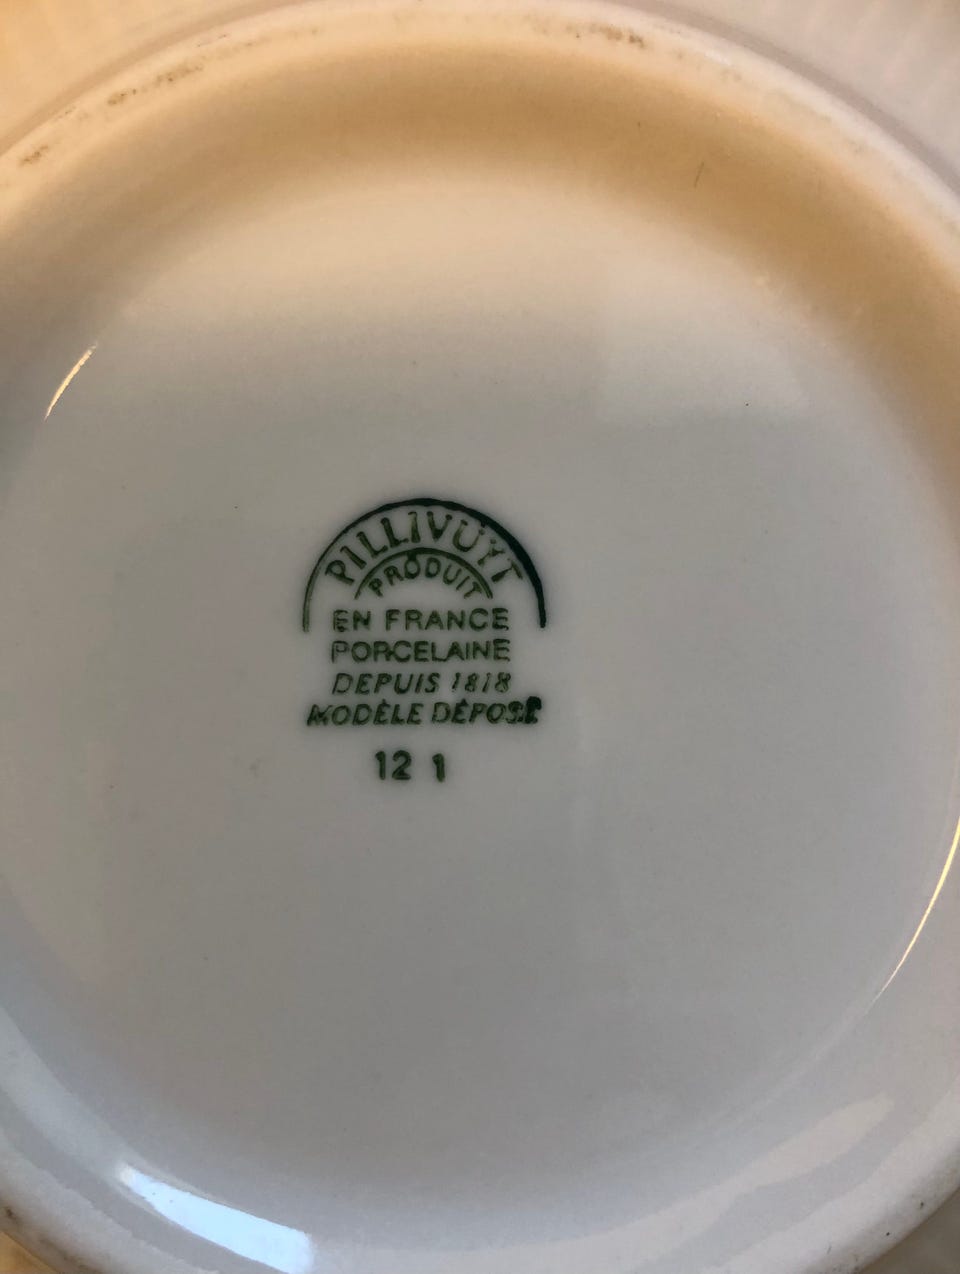 PILLIVUYT
PRODUIT
EN FRANCE
PORCELAINE
DEPUIS 1818
MODÈLE DÉPOSÉ
12 1